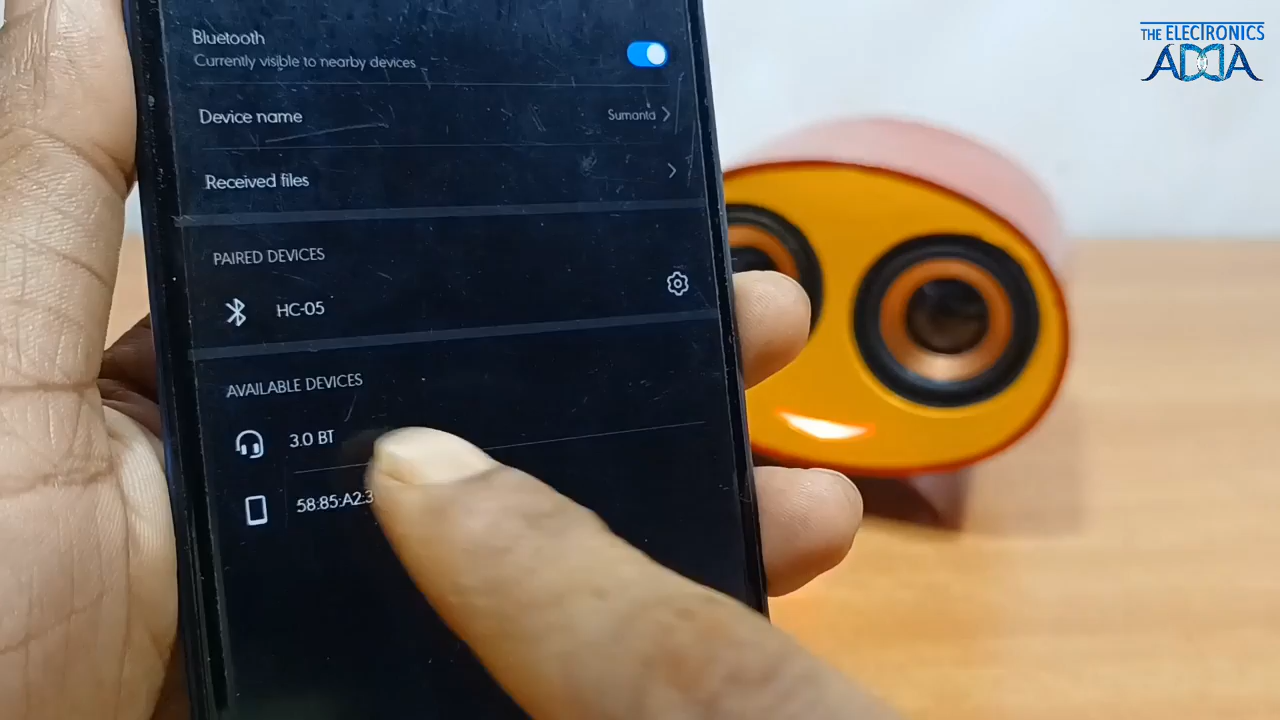 THE ELECTRONICS
ADDA
Bluetooth
Currently visible to nearby devices
Device name
Sumanta
Received files
PAIRED DEVICES
HC-05
AVAILABLE DEVICES
3.0 BT
58:85:A2:3